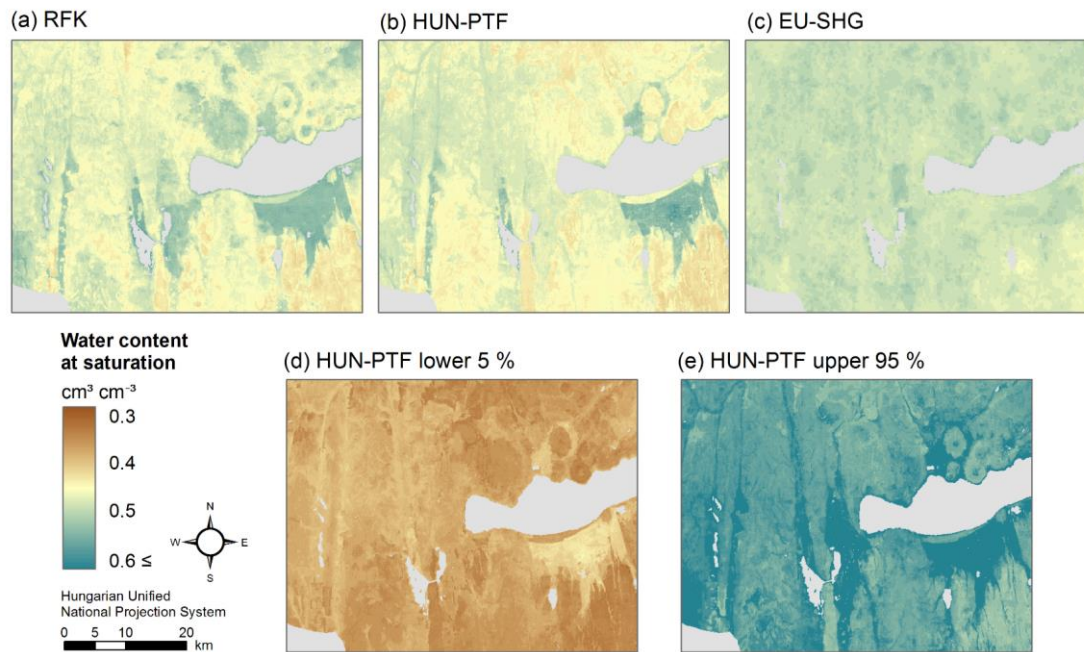 (a) RFK
(b) HUN-PTF
(c) EU-SHG
Water content
at saturation
cm³ cm⁻³
0.3
0.4
0.5
0.6 ≤
N
W
E
S
Hungarian Unified
National Projection System
0 5 10 20
km
(d) HUN-PTF lower 5 %
(e) HUN-PTF upper 95 %